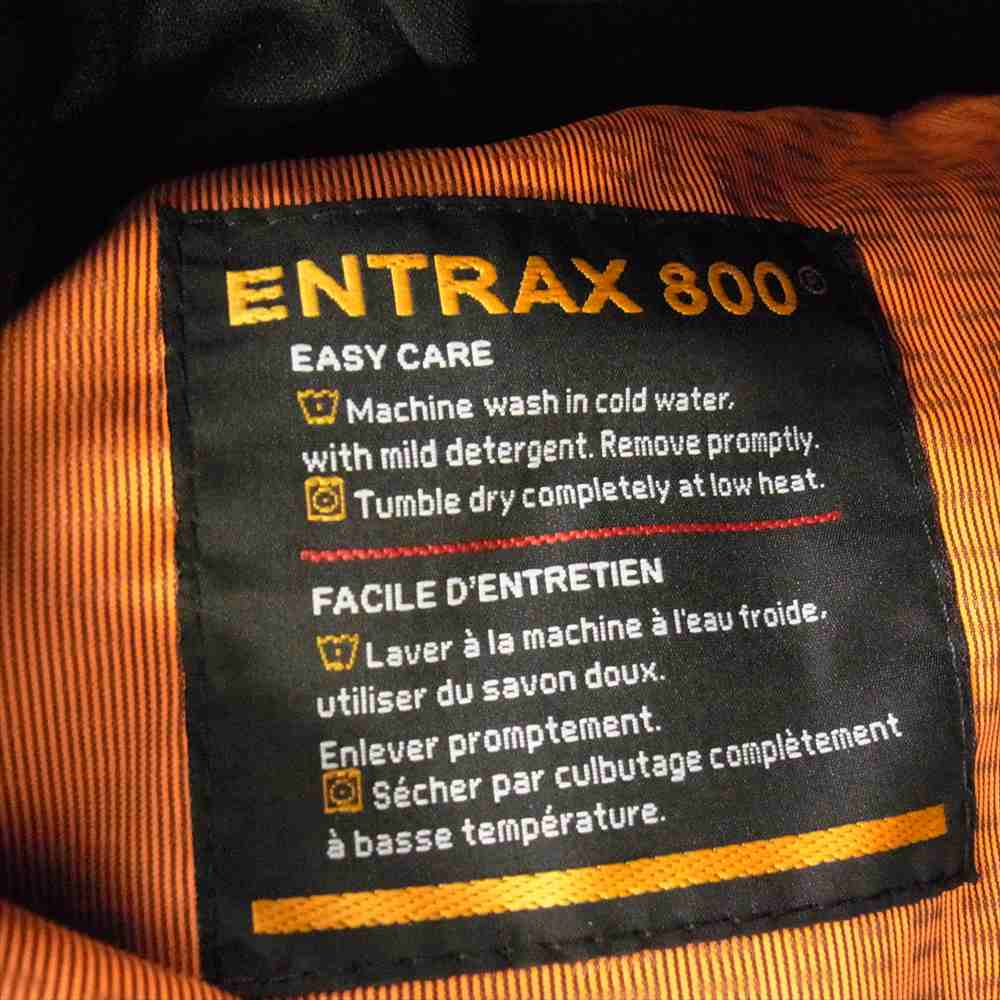 ENTRAX 800®
EASY CARE
Machine wash in cold water,
with mild detergent. Remove promptly.
Tumble dry completely at low heat.
FACILE D'ENTRETIEN
Laver à la machine à l'eau froide,
utiliser du savon doux.
Enlever promptement.
Sécher par culbutage complètement
à basse température.